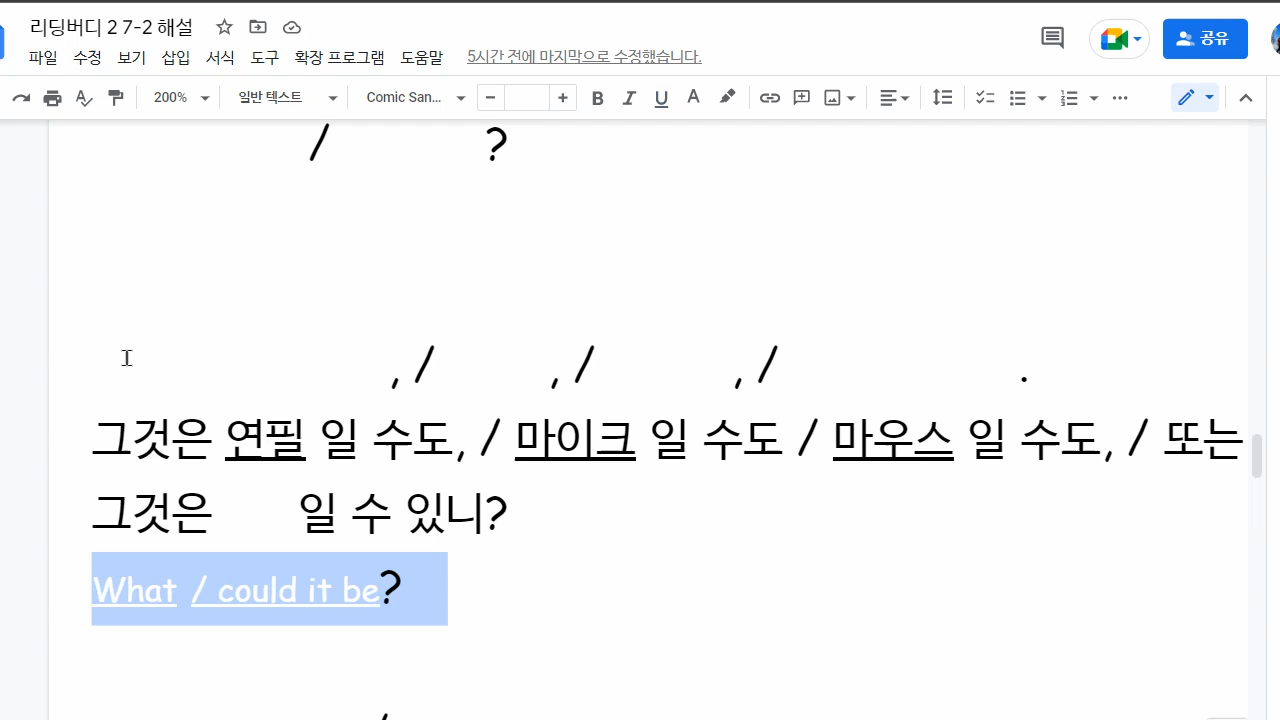 리딩버디 2 7-2 해설
파일 수정 보기 삽입 서식 도구 확장 프로그램 도움말 5시간 전에 마지막으로 수정했습니다.
공유
200% 일반 텍스트 Comic San... − + B I U A
/ ?
, / , / , / .
그것은 연필 일 수도, / 마이크 일 수도 / 마우스 일 수도, / 또는
그것은 일 수 있니?
What / could it be?
/